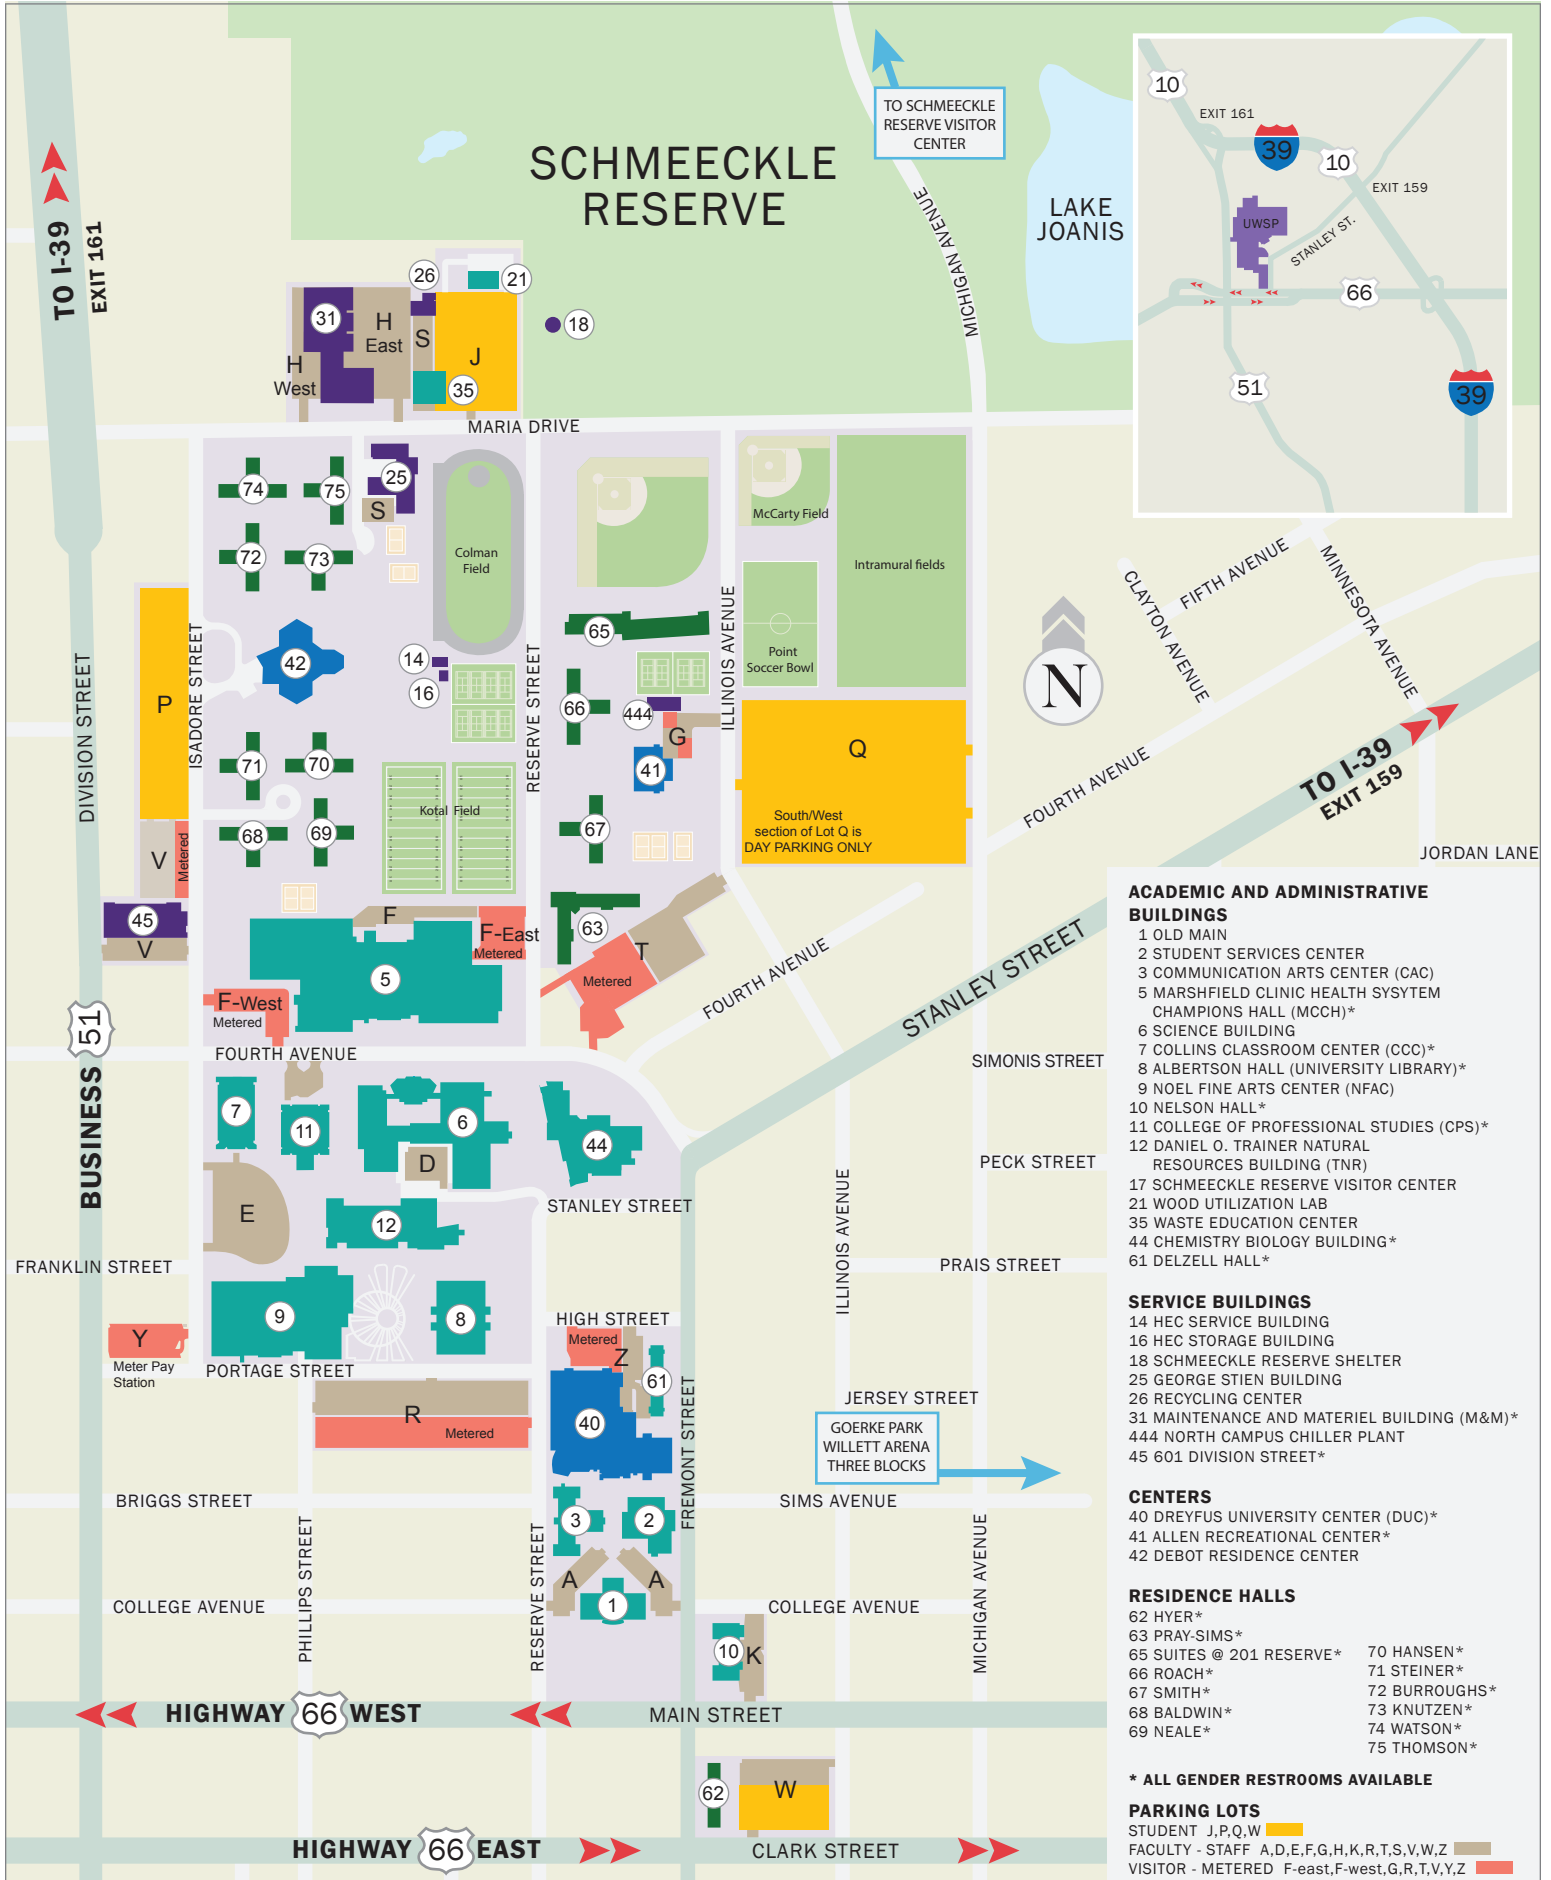 TO SCHMEECKLE
RESERVE VISITOR
CENTER
SCHMEECKLE
RESERVE
LAKE
JOANIS
MICHIGAN AVENUE
10
EXIT 161
39
10
EXIT 159
UWSP
STANLEY ST.
66
51
39
TO I-39
EXIT 161
26
21
31
H
East
S
J
18
H
West
35
MARIA DRIVE
74
75
25
S
72
73
Colman
Field
McCarty Field
Intramural fields
65
Point
Soccer Bowl
42
14
16
66
444
G
41
P
ISADORE STREET
DIVISION STREET
RESERVE STREET
ILLINOIS AVENUE
N
CLAYTON AVENUE
FIFTH AVENUE
MINNESOTA AVENUE
FOURTH AVENUE
TO I-39
EXIT 159
JORDAN LANE
Q
South/West
section of Lot Q is
DAY PARKING ONLY
71
70
Kotal Field
68
69
67
V
Metered
45
V
F
F-East
Metered
63
T
Metered
5
F-West
Metered
FOURTH AVENUE
STANLEY STREET
51
BUSINESS
FOURTH AVENUE
SIMONIS STREET
7
11
6
D
44
PECK STREET
E
12
STANLEY STREET
ILLINOIS AVENUE
FRANKLIN STREET
PRAIS STREET
9
8
HIGH STREET
Metered
Z
61
Y
Meter Pay
Station
PORTAGE STREET
R
Metered
40
FREMONT STREET
JERSEY STREET
GOERKE PARK
WILLETT ARENA
THREE BLOCKS
BRIGGS STREET
SIMS AVENUE
3
2
PHILLIPS STREET
RESERVE STREET
MICHIGAN AVENUE
A
A
1
COLLEGE AVENUE
COLLEGE AVENUE
10
K
HIGHWAY 66 WEST
MAIN STREET
62
W
HIGHWAY 66 EAST
CLARK STREET
ACADEMIC AND ADMINISTRATIVE
BUILDINGS
1 OLD MAIN
2 STUDENT SERVICES CENTER
3 COMMUNICATION ARTS CENTER (CAC)
5 MARSHFIELD CLINIC HEALTH SYSYTEM
CHAMPIONS HALL (MCCH)*
6 SCIENCE BUILDING
7 COLLINS CLASSROOM CENTER (CCC)*
8 ALBERTSON HALL (UNIVERSITY LIBRARY)*
9 NOEL FINE ARTS CENTER (NFAC)
10 NELSON HALL*
11 COLLEGE OF PROFESSIONAL STUDIES (CPS)*
12 DANIEL O. TRAINER NATURAL
RESOURCES BUILDING (TNR)
17 SCHMEECKLE RESERVE VISITOR CENTER
21 WOOD UTILIZATION LAB
35 WASTE EDUCATION CENTER
44 CHEMISTRY BIOLOGY BUILDING*
61 DELZELL HALL*
SERVICE BUILDINGS
14 HEC SERVICE BUILDING
16 HEC STORAGE BUILDING
18 SCHMEECKLE RESERVE SHELTER
25 GEORGE STIEN BUILDING
26 RECYCLING CENTER
31 MAINTENANCE AND MATERIEL BUILDING (M&M)*
444 NORTH CAMPUS CHILLER PLANT
45 601 DIVISION STREET*
CENTERS
40 DREYFUS UNIVERSITY CENTER (DUC)*
41 ALLEN RECREATIONAL CENTER*
42 DEBOT RESIDENCE CENTER
RESIDENCE HALLS
62 HYER*
63 PRAY-SIMS*
65 SUITES @ 201 RESERVE*
66 ROACH*
67 SMITH*
68 BALDWIN*
69 NEALE*
70 HANSEN*
71 STEINER*
72 BURROUGHS*
73 KNUTZEN*
74 WATSON*
75 THOMSON*
* ALL GENDER RESTROOMS AVAILABLE
PARKING LOTS
STUDENT J,P,Q,W
FACULTY - STAFF A,D,E,F,G,H,K,R,T,S,V,W,Z
VISITOR - METERED F-east,F-west,G,R,T,V,Y,Z